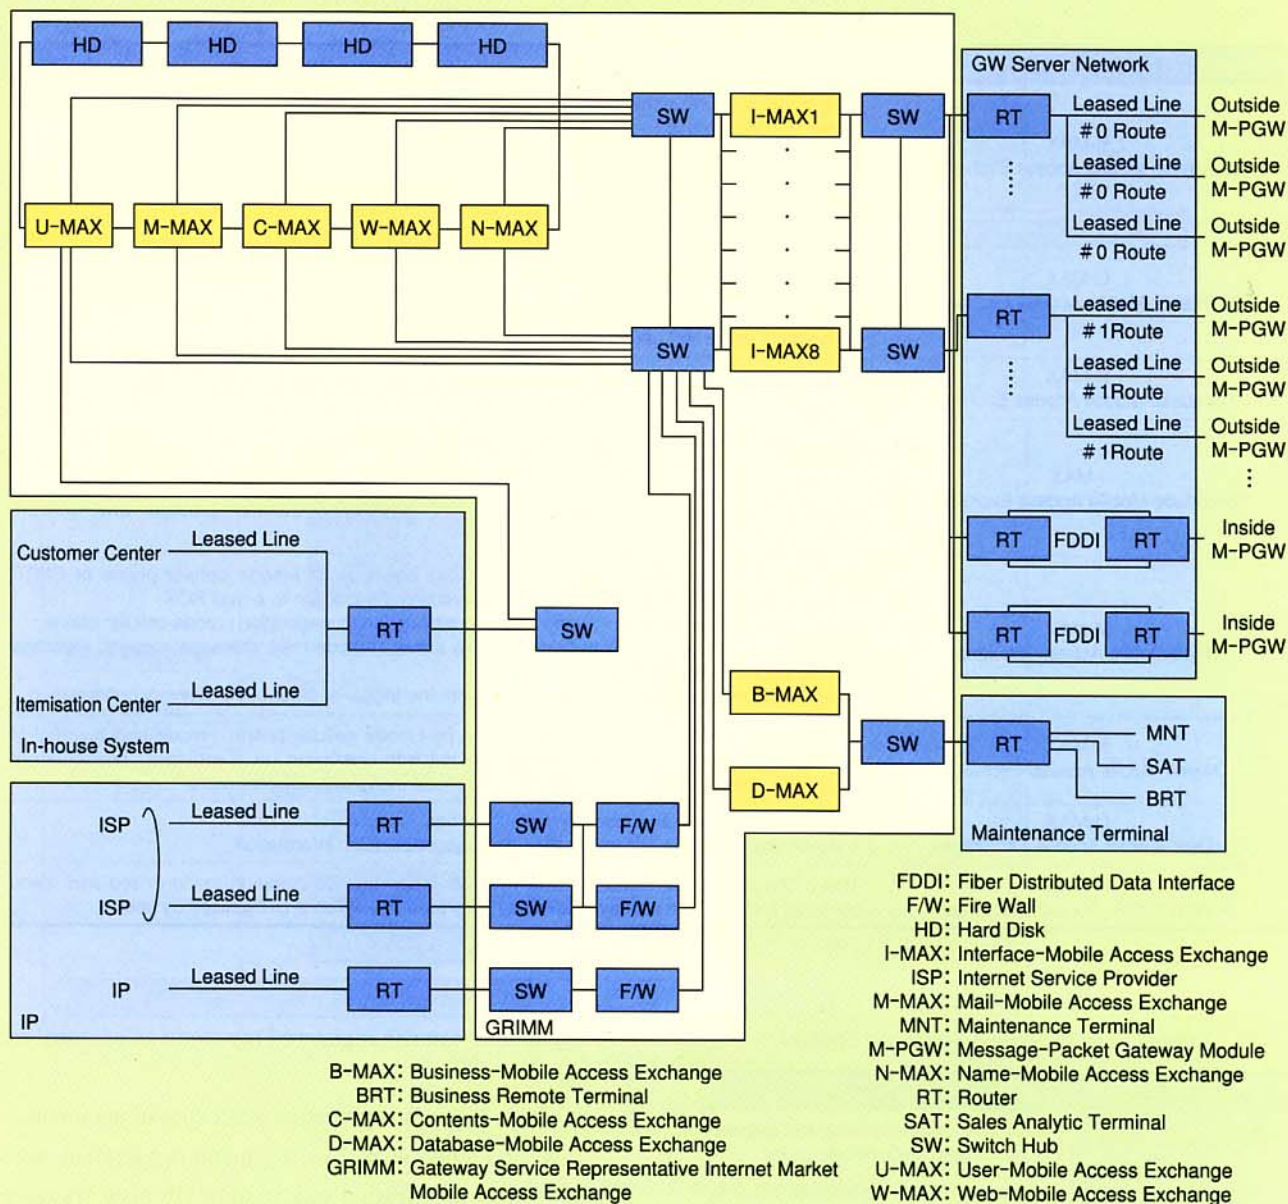 HD
HD
HD
HD
GW Server Network
SW
I-MAX1
SW
RT
Leased Line
#0 Route
Outside
M-PGW
Leased Line
#0 Route
Outside
M-PGW
Leased Line
#0 Route
Outside
M-PGW
U-MAX
M-MAX
C-MAX
W-MAX
N-MAX
SW
I-MAX8
SW
RT
Leased Line
#1Route
Outside
M-PGW
Leased Line
#1Route
Outside
M-PGW
Leased Line
#1Route
Outside
M-PGW
RT
FDDI
RT
Inside
M-PGW
RT
FDDI
RT
Inside
M-PGW
Customer Center
Leased Line
RT
SW
Itemisation Center
Leased Line
In-house System
B-MAX
D-MAX
SW
RT
MNT
SAT
BRT
Maintenance Terminal
ISP
Leased Line
RT
SW
F/W
ISP
Leased Line
RT
SW
F/W
IP
Leased Line
RT
SW
F/W
IP
GRIMM
B-MAX: Business-Mobile Access Exchange
BRT: Business Remote Terminal
C-MAX: Contents-Mobile Access Exchange
D-MAX: Database-Mobile Access Exchange
GRIMM: Gateway Service Representative Internet Market
Mobile Access Exchange
FDDI: Fiber Distributed Data Interface
F/W: Fire Wall
HD: Hard Disk
I-MAX: Interface-Mobile Access Exchange
ISP: Internet Service Provider
M-MAX: Mail-Mobile Access Exchange
MNT: Maintenance Terminal
M-PGW: Message-Packet Gateway Module
N-MAX: Name-Mobile Access Exchange
RT: Router
SAT: Sales Analytic Terminal
SW: Switch Hub
U-MAX: User-Mobile Access Exchange
W-MAX: Web-Mobile Access Exchange